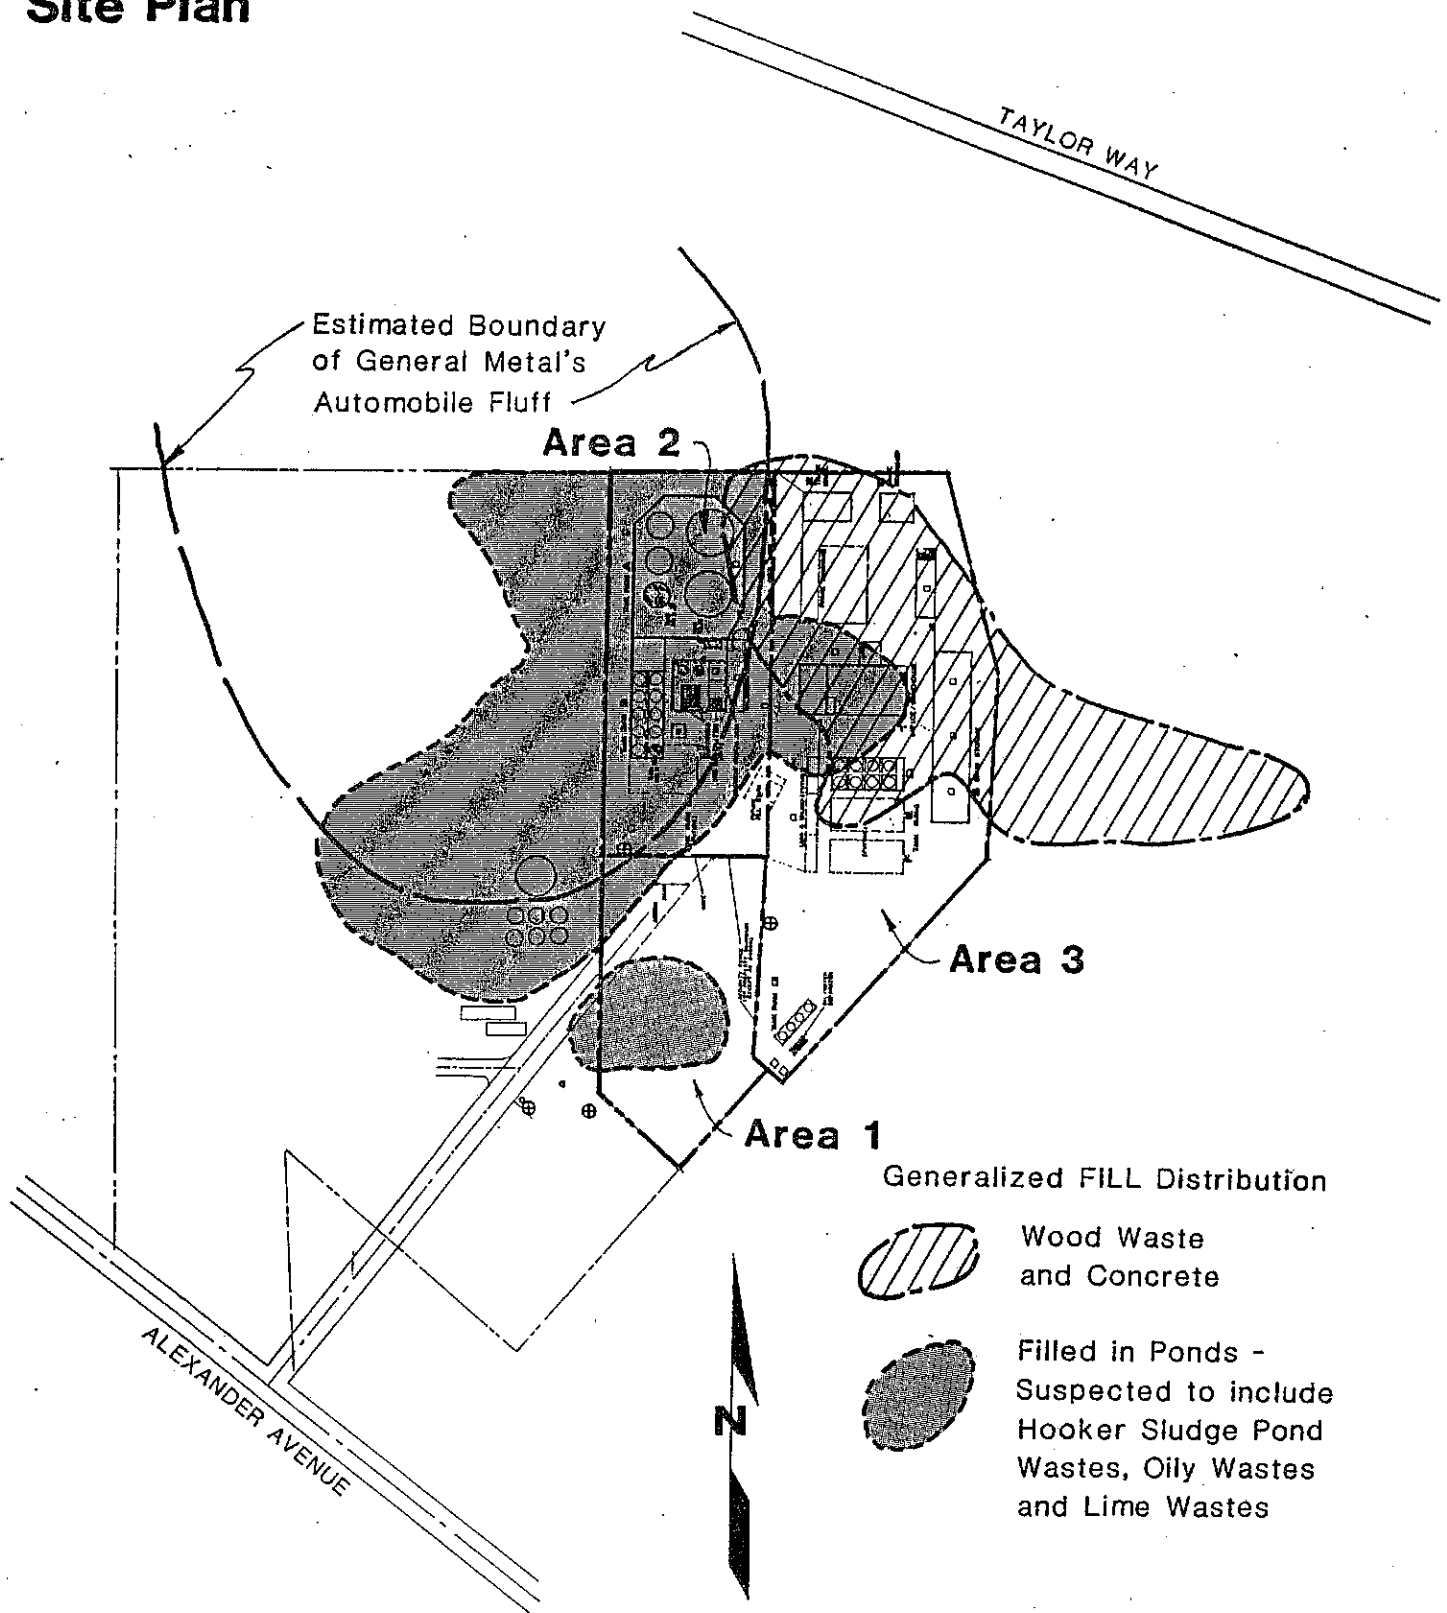 Site Plan
TAYLOR WAY
Estimated Boundary
of General Metal's
Automobile Fluff
Area 2
Area 3
Area 1
Generalized FILL Distribution
Wood Waste
and Concrete
Filled in Ponds -
Suspected to include
Hooker Sludge Pond
Wastes, Oily Wastes
and Lime Wastes
N
ALEXANDER AVENUE